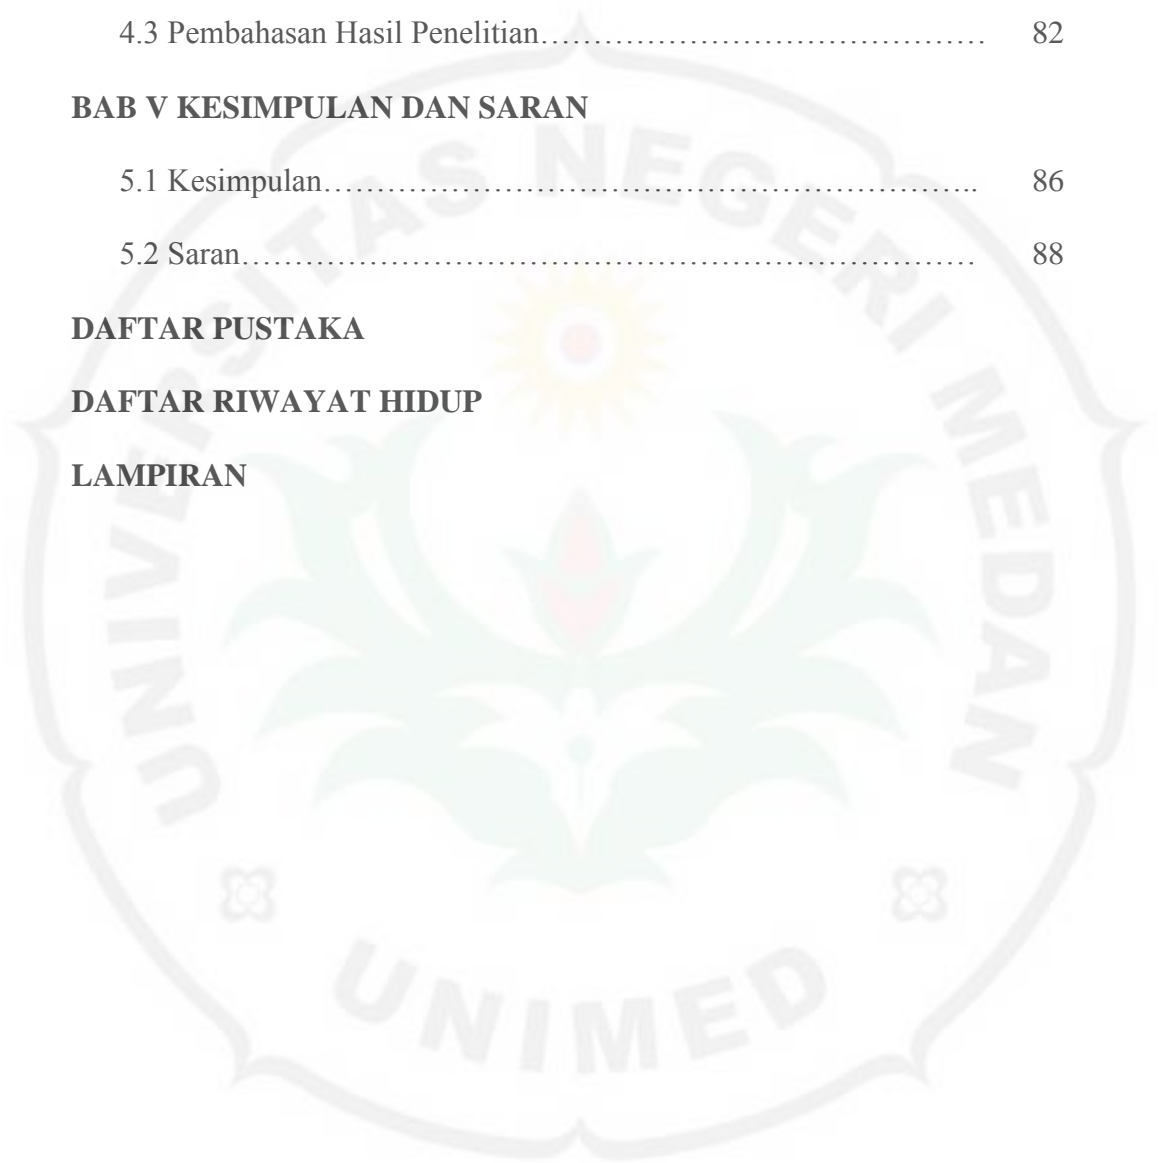 4.3 Pembahasan Hasil Penelitian…………………………………… 82
BAB V KESIMPULAN DAN SARAN
5.1 Kesimpulan…………………………………………………….. 86
5.2 Saran…………………………………………………………… 88
DAFTAR PUSTAKA
DAFTAR RIWAYAT HIDUP
LAMPIRAN
UNIVERSITAS NEGERI MEDAN
UNIMED